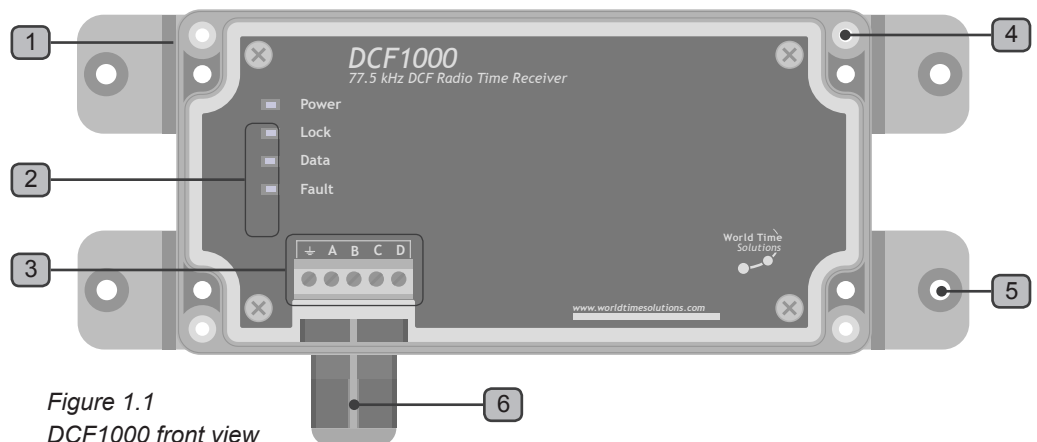 1
4
DCF1000
77.5 kHz DCF Radio Time Receiver
Power
Lock
Data
Fault
2
3
A B C D
World Time
Solutions
5
www.worldtimesolutions.com
6
Figure 1.1
DCF1000 front view